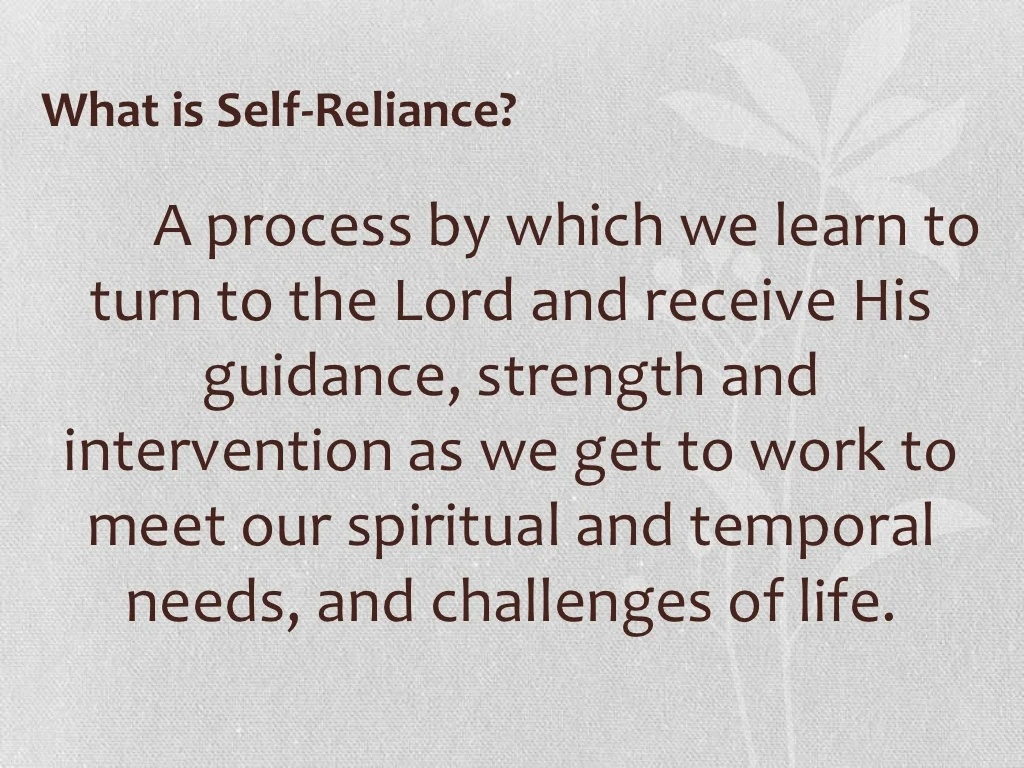 What is Self-Reliance?
A process by which we learn to
turn to the Lord and receive His
guidance, strength and
intervention as we get to work to
meet our spiritual and temporal
needs, and challenges of life.